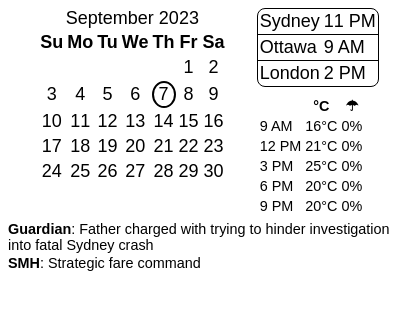 September 2023
Su Mo Tu We Th Fr Sa
1 2
3 4 5 6 7 8 9
10 11 12 13 14 15 16
17 18 19 20 21 22 23
24 25 26 27 28 29 30
Sydney 11 PM
Ottawa 9 AM
London 2 PM
°C ☂
9 AM 16°C 0%
12 PM 21°C 0%
3 PM 25°C 0%
6 PM 20°C 0%
9 PM 20°C 0%
Guardian: Father charged with trying to hinder investigation
into fatal Sydney crash
SMH: Strategic fare command